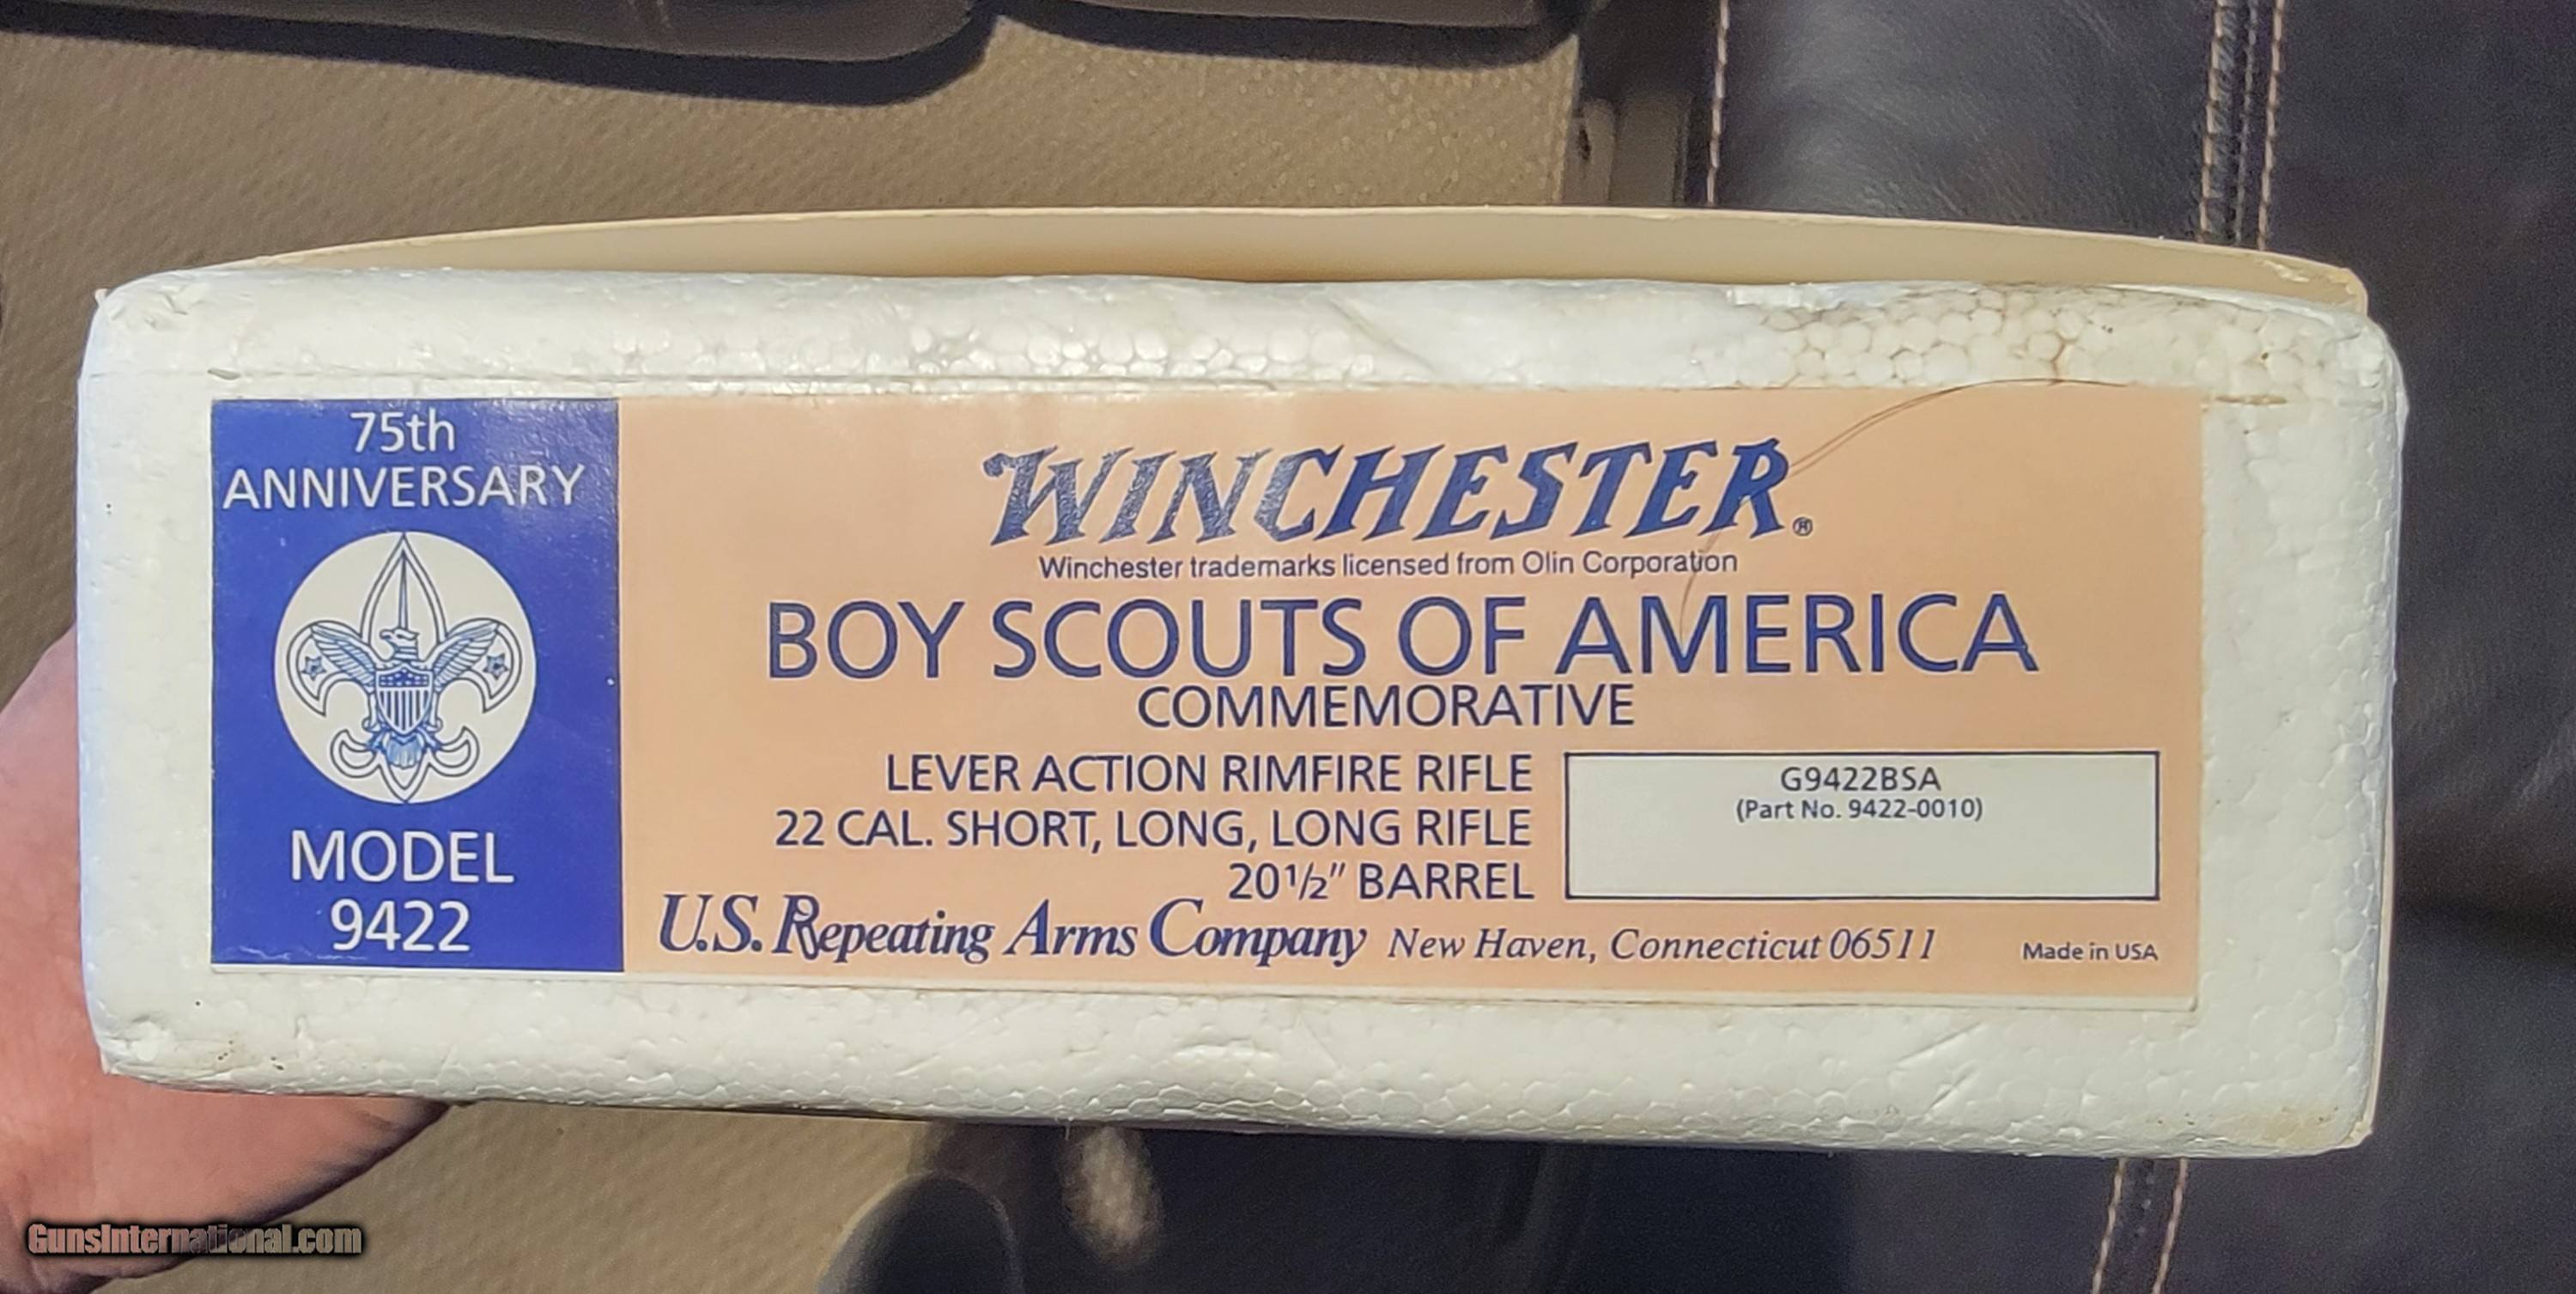 75th
ANNIVERSARY
MODEL
9422
WINCHESTER®
Winchester trademarks licensed from Olin Corporation
BOY SCOUTS OF AMERICA
COMMEMORATIVE
LEVER ACTION RIMFIRE RIFLE
22 CAL. SHORT, LONG, LONG RIFLE
20½" BARREL
G9422BSA
(Part No. 9422-0010)
U.S. Repeating Arms Company New Haven, Connecticut 06511
Made in USA
GunsInternational.com